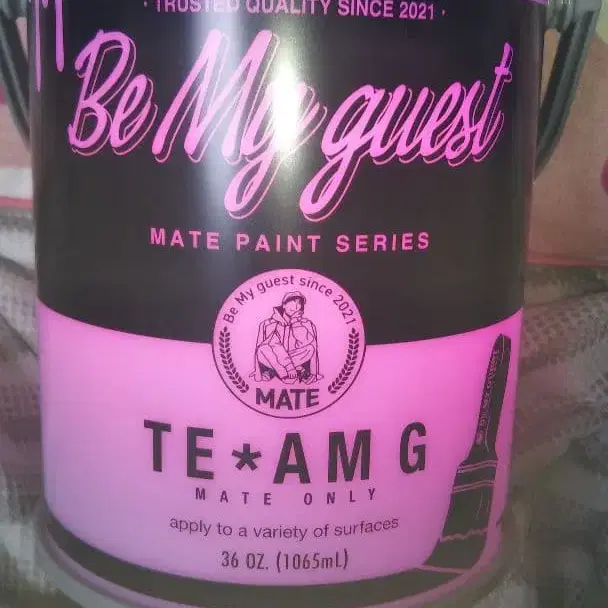 · TRUSTED QUALITY SINCE 2021 ·
Be My guest
MATE PAINT SERIES
Be My guest since 2021
MATE
TE*AM G
MATE ONLY
apply to a variety of surfaces
36 OZ. (1065mL)